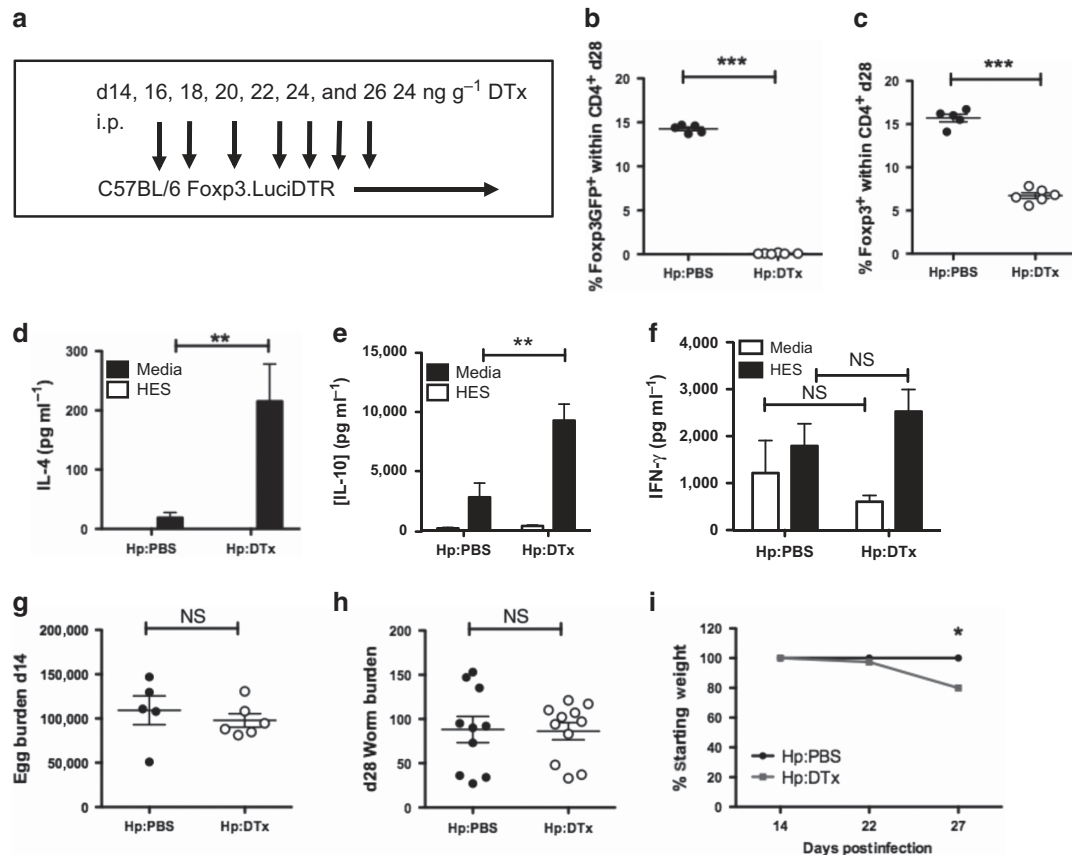 a
d14, 16, 18, 20, 22, 24, and 26 24 ng g⁻¹ DTx
i.p.
C57BL/6 Foxp3.LuciDTR
b
% Foxp3GFP⁺ within CD4⁺ d28
20
15
10
5
0
***
Hp:PBS
Hp:DTx
c
% Foxp3⁺ within CD4⁺ d28
20
15
10
5
0
***
Hp:PBS
Hp:DTx
d
IL-4 (pg ml⁻¹)
300
200
100
0
Media
HES
**
Hp:PBS
Hp:DTx
e
[IL-10] (pg ml⁻¹)
15,000
10,000
5,000
0
Media
HES
**
Hp:PBS
Hp:DTx
f
IFN-γ (pg ml⁻¹)
4,000
3,000
2,000
1,000
0
Media
HES
NS
NS
Hp:PBS
Hp:DTx
g
Egg burden d14
200,000
150,000
100,000
50,000
0
NS
Hp:PBS
Hp:DTx
h
d28 Worm burden
200
150
100
50
0
NS
Hp:PBS
Hp:DTx
i
% Starting weight
120
100
80
60
40
20
0
*
Hp:PBS
Hp:DTx
14
22
27
Days postinfection